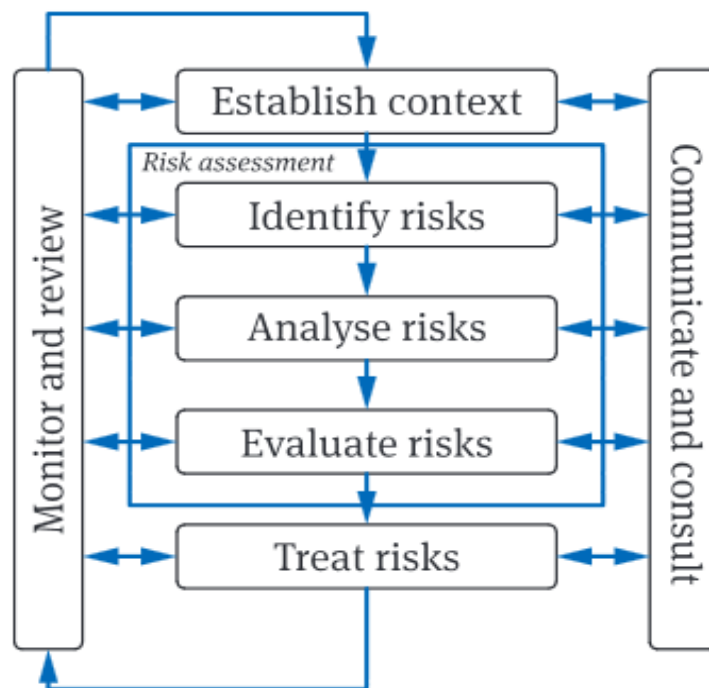 Establish context
Risk assessment
Identify risks
Analyse risks
Evaluate risks
Treat risks
Monitor and review
Communicate and consult